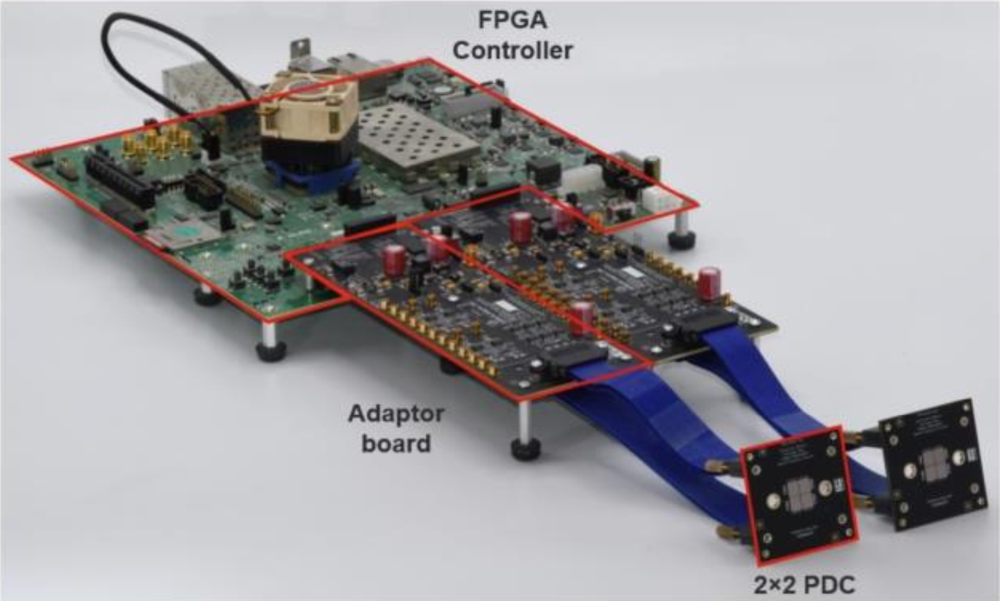 FPGA
Controller
Adaptor
board
2×2 PDC